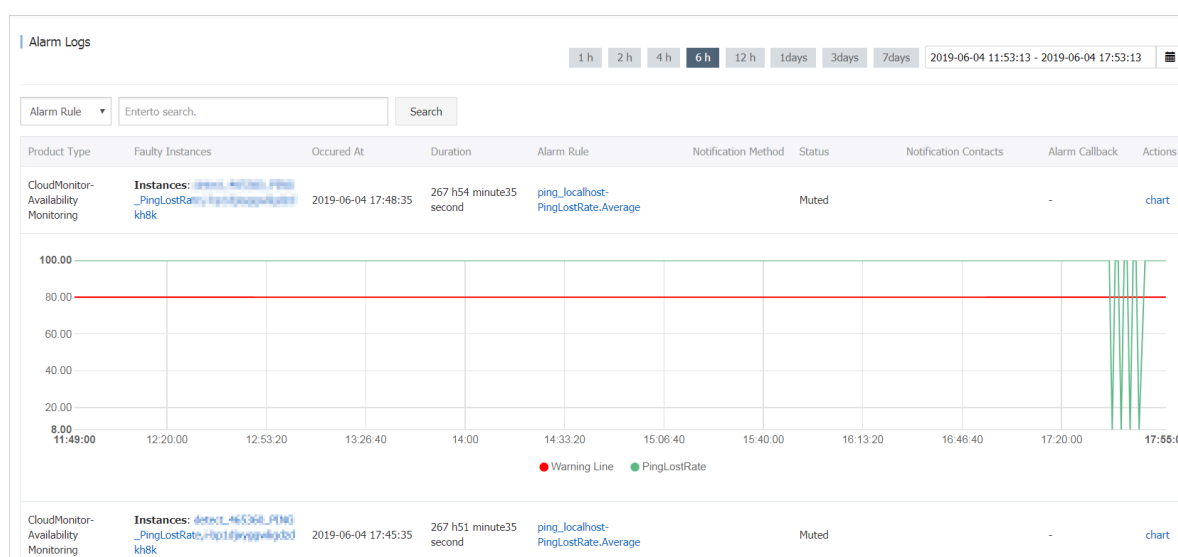 Alarm Logs
1 h 2 h 4 h 6 h 12 h 1days 3days 7days 2019-06-04 11:53:13 - 2019-06-04 17:53:13
Alarm Rule Enterto search. Search
Product Type Faulty Instances Occured At Duration Alarm Rule Notification Method Status Notification Contacts Alarm Callback Actions
CloudMonitor- Instances:
Availability _PingLostRa 2019-06-04 17:48:35 267 h54 minute35 ping_localhost- Muted - chart
Monitoring kh8k second PingLostRate.Average
100.00
80.00
60.00
40.00
20.00
8.00
11:49:00 12:20:00 12:53:20 13:26:40 14:00 14:33:20 15:06:40 15:40:00 16:13:20 16:46:40 17:20:00 17:55:0
Warning Line PingLostRate
CloudMonitor- Instances:
Availability _PingLostRate, 2019-06-04 17:45:35 267 h51 minute35 ping_localhost- Muted - chart
Monitoring kh8k second PingLostRate.Average